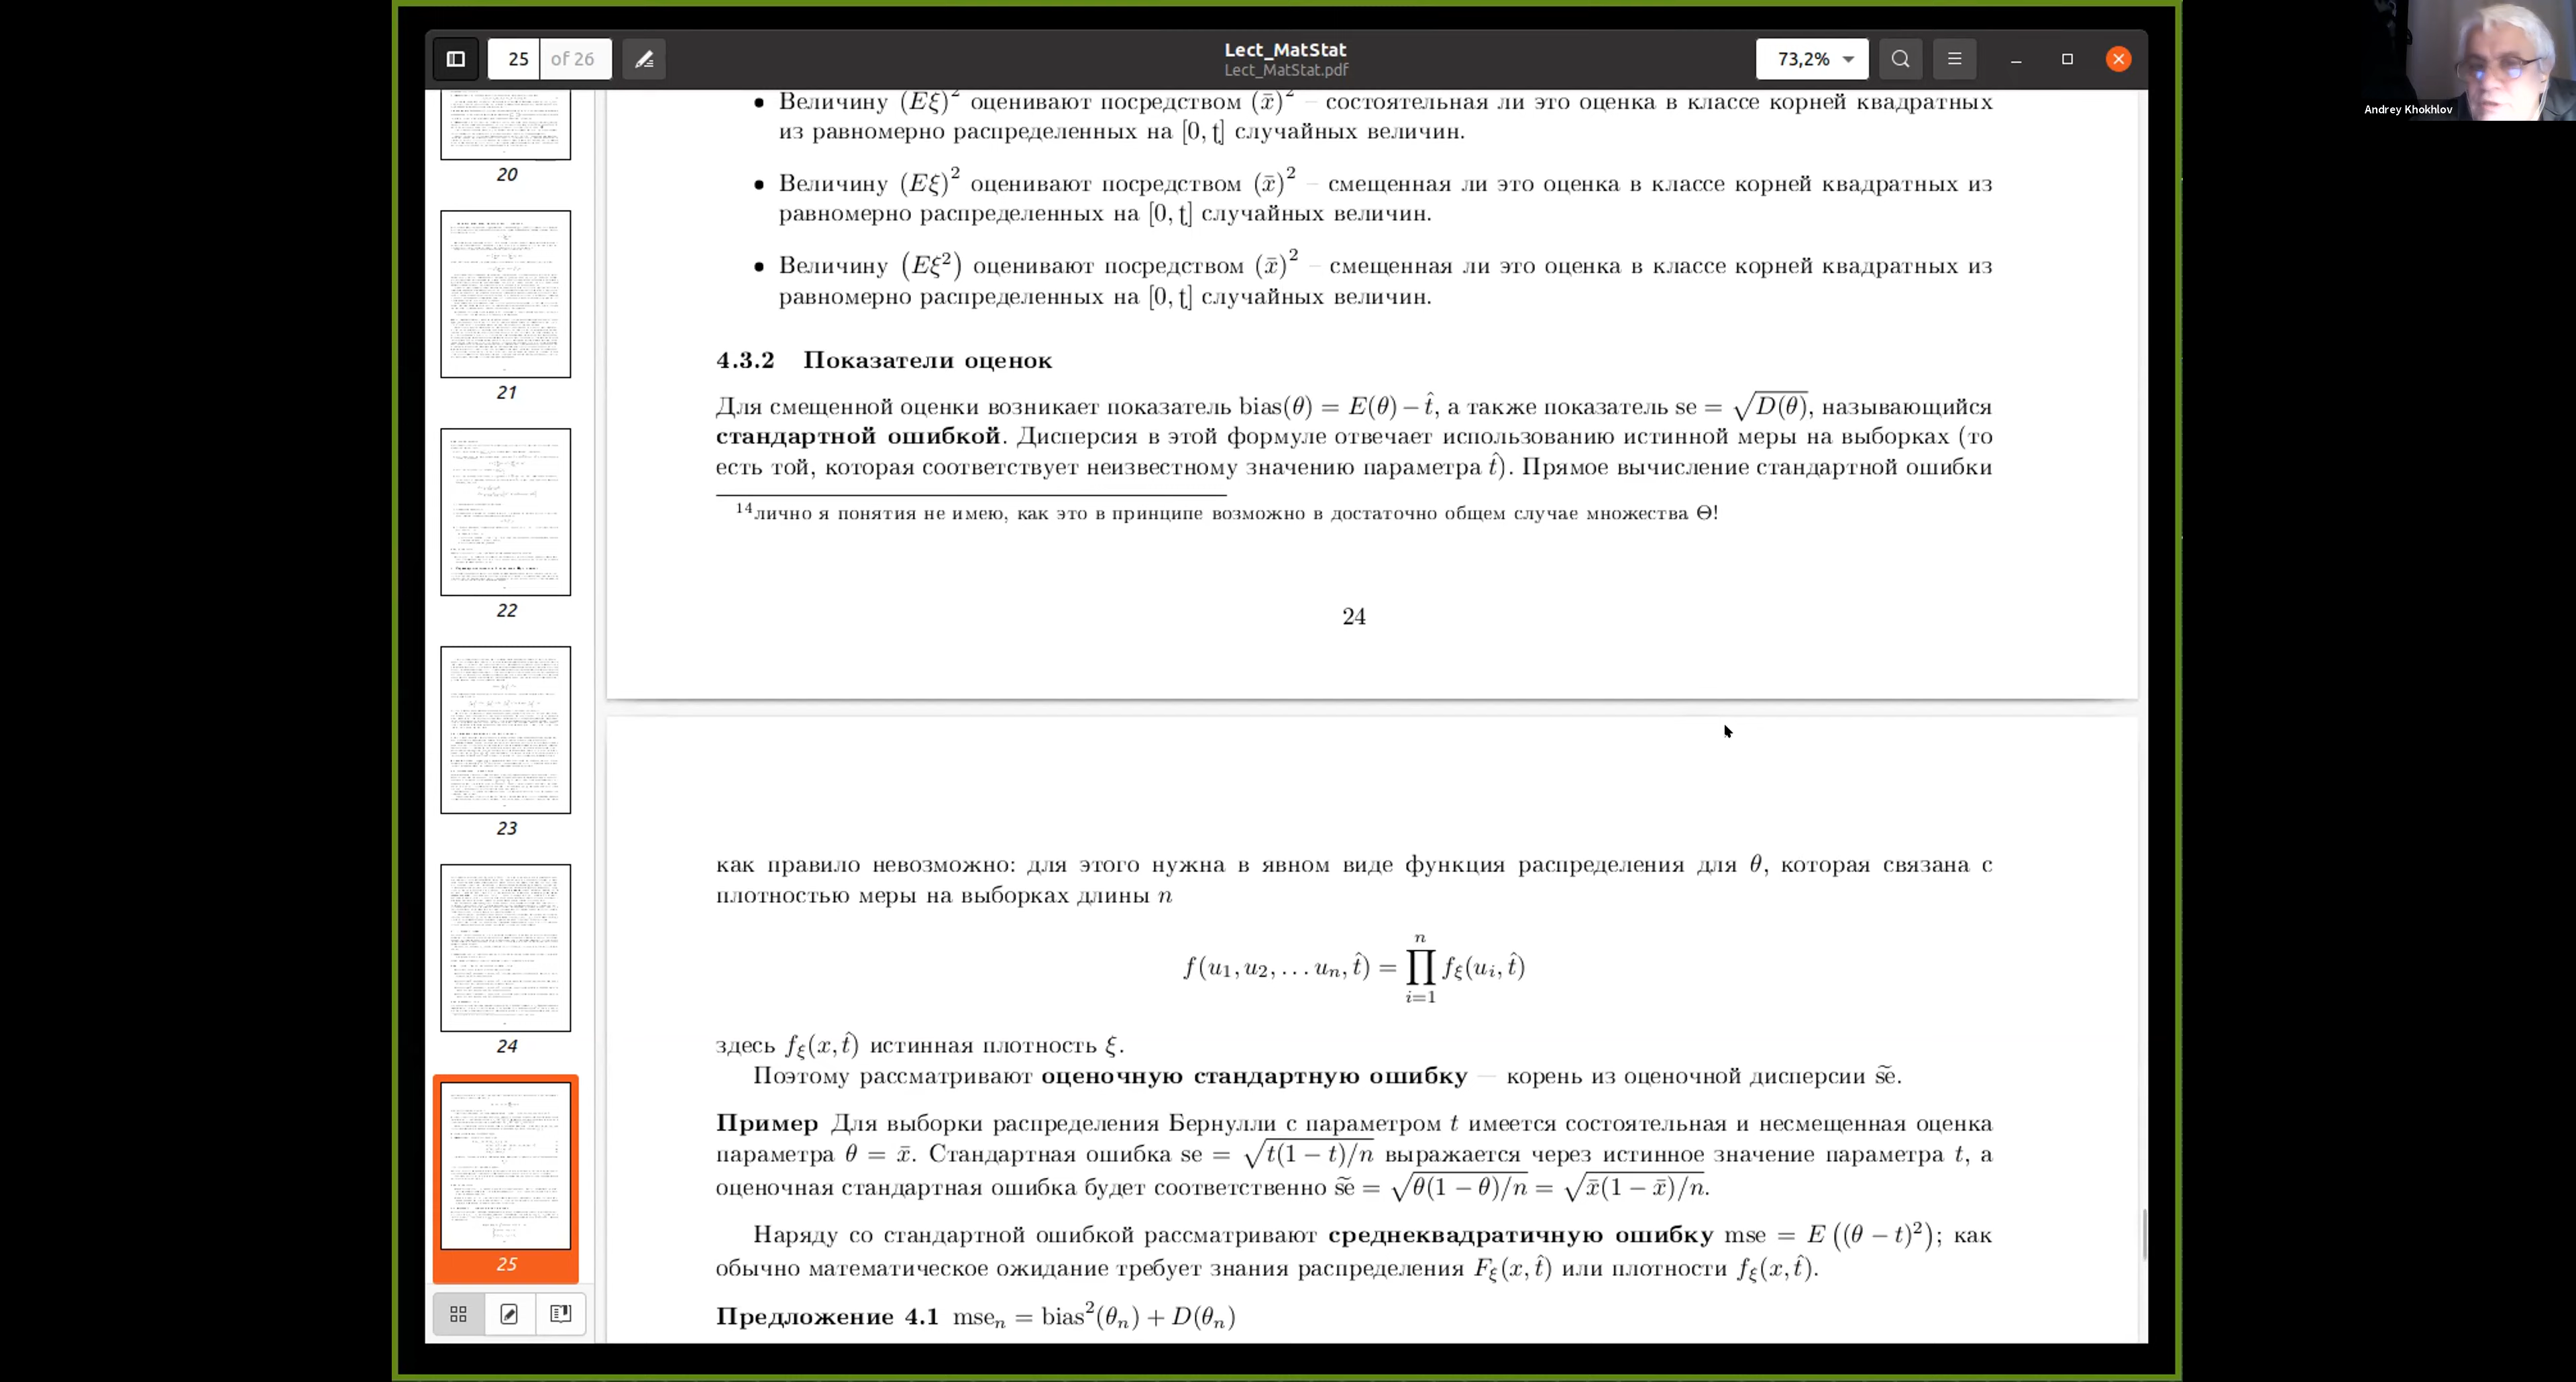 25 of 26
Lect_MatStat
Lect_MatStat.pdf
73,2%
Andrey Khokhlov
20
21
22
23
24
25
• Величину (Eξ)² оценивают посредством (x̄)² – состоятельная ли это оценка в классе корней квадратных
из равномерно распределенных на [0, t] случайных величин.
• Величину (Eξ)² оценивают посредством (x̄)² – смещенная ли это оценка в классе корней квадратных из
равномерно распределенных на [0, t] случайных величин.
• Величину (Eξ²) оценивают посредством (x̄)² – смещенная ли это оценка в классе корней квадратных из
равномерно распределенных на [0, t] случайных величин.
4.3.2 Показатели оценок
Для смещенной оценки возникает показатель bias(θ) = E(θ) − t̂, а также показатель se = √D(θ), называющийся
стандартной ошибкой. Дисперсия в этой формуле отвечает использованию истинной меры на выборках (то
есть той, которая соответствует неизвестному значению параметра t̂). Прямое вычисление стандартной ошибки
¹⁴лично я понятия не имею, как это в принципе возможно в достаточно общем случае множества Θ!
24
как правило невозможно: для этого нужна в явном виде функция распределения для θ, которая связана с
плотностью меры на выборках длины n
f(u₁, u₂, . . . uₙ, t̂) = ∏ⁿᵢ₌₁ f_ξ(uᵢ, t̂)
здесь f_ξ(x, t̂) истинная плотность ξ.
Поэтому рассматривают оценочную стандартную ошибку — корень из оценочной дисперсии s̃e.
Пример Для выборки распределения Бернулли с параметром t имеется состоятельная и несмещенная оценка
параметра θ = x̄. Стандартная ошибка se = √t(1 − t)/n выражается через истинное значение параметра t, а
оценочная стандартная ошибка будет соответственно s̃e = √θ(1 − θ)/n = √x̄(1 − x̄)/n.
Наряду со стандартной ошибкой рассматривают среднеквадратичную ошибку mse = E ((θ − t)²); как
обычно математическое ожидание требует знания распределения F_ξ(x, t̂) или плотности f_ξ(x, t̂).
Предложение 4.1 mseₙ = bias²(θₙ) + D(θₙ)